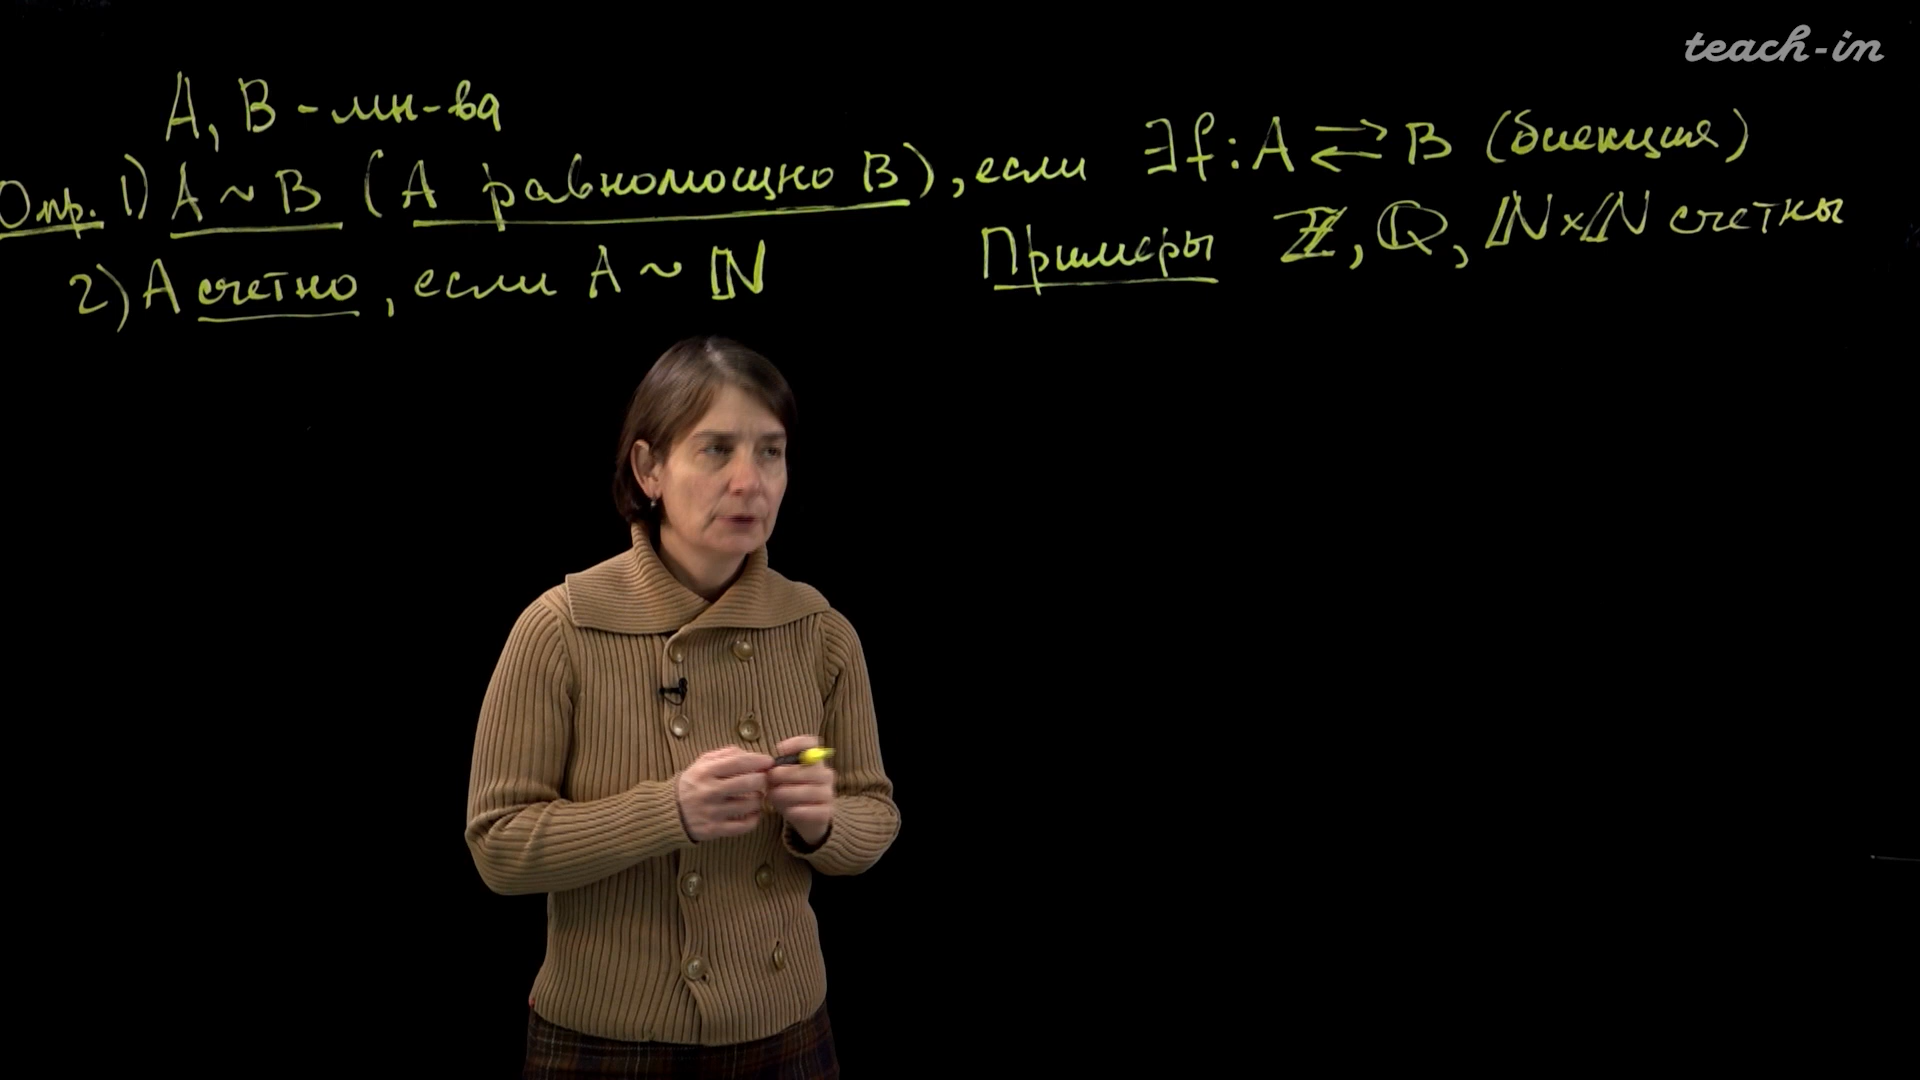 teach-in
A, B - мн-ва
Опр. 1) A ~ B (A равномощно B), если ∃ f: A ⇄ B (биекция)
2) A счетно, если A ~ ℕ
Примеры ℤ, ℚ, ℕ×ℕ счетны